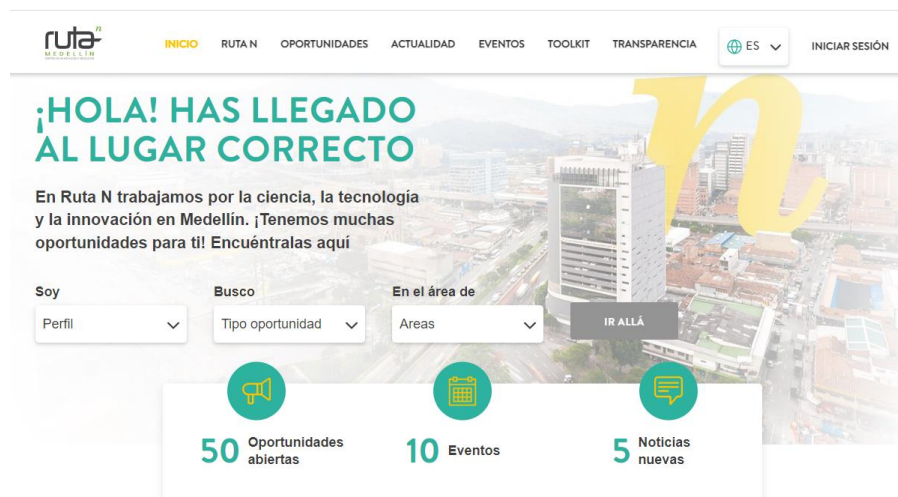 ruta n
MEDELLÍN
INICIO RUTA N OPORTUNIDADES ACTUALIDAD EVENTOS TOOLKIT TRANSPARENCIA ES INICIAR SESIÓN
¡HOLA! HAS LLEGADO
AL LUGAR CORRECTO
n
En Ruta N trabajamos por la ciencia, la tecnología
y la innovación en Medellín. ¡Tenemos muchas
oportunidades para ti! Encuéntralas aquí
Soy Busco En el área de
Perfil Tipo oportunidad Areas IR ALLÁ
50 Oportunidades
abiertas
10 Eventos
5 Noticias
nuevas